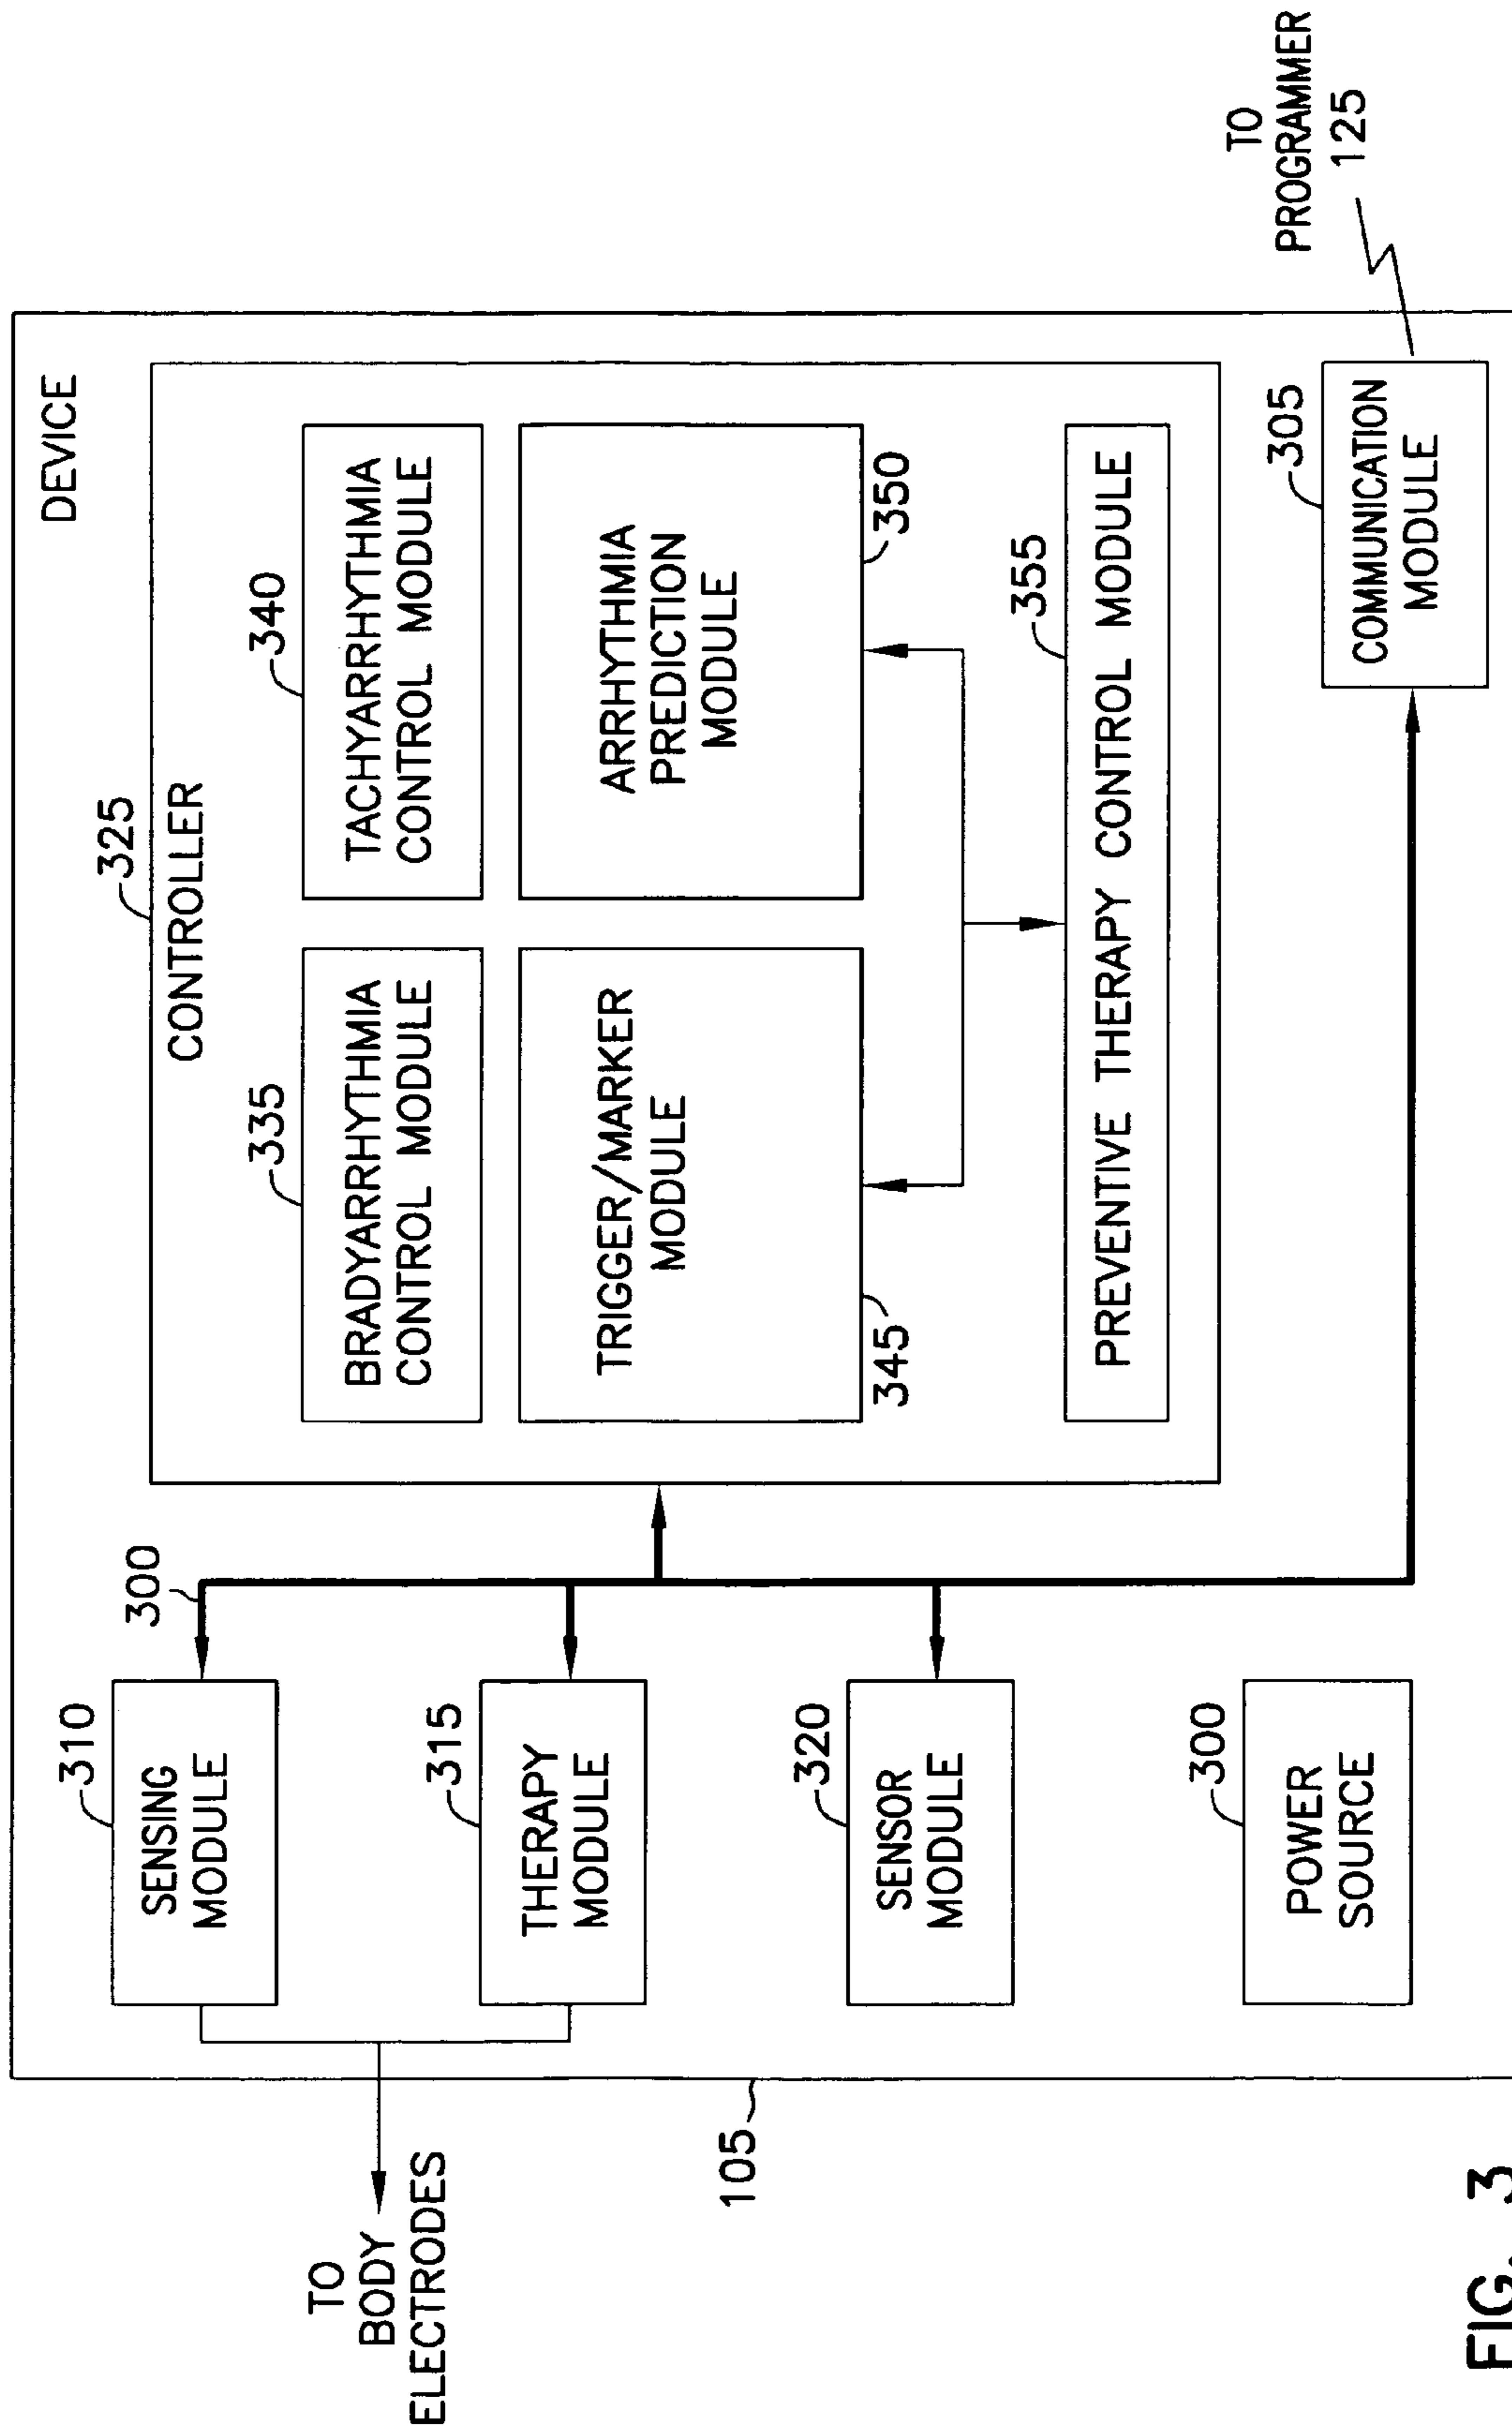 DEVICE
325
CONTROLLER
300
310
SENSING
MODULE
335
BRADYARRHYTHMIA
CONTROL MODULE
340
TACHYARRHYTHMIA
CONTROL MODULE
TO
BODY
ELECTRODES
315
THERAPY
MODULE
TRIGGER/MARKER
MODULE
345
ARRHYTHMIA
PREDICTION
MODULE
350
105
320
SENSOR
MODULE
355
PREVENTIVE THERAPY CONTROL MODULE
300
POWER
SOURCE
305
COMMUNICATION
MODULE
TO
PROGRAMMER
125
FIG. 3